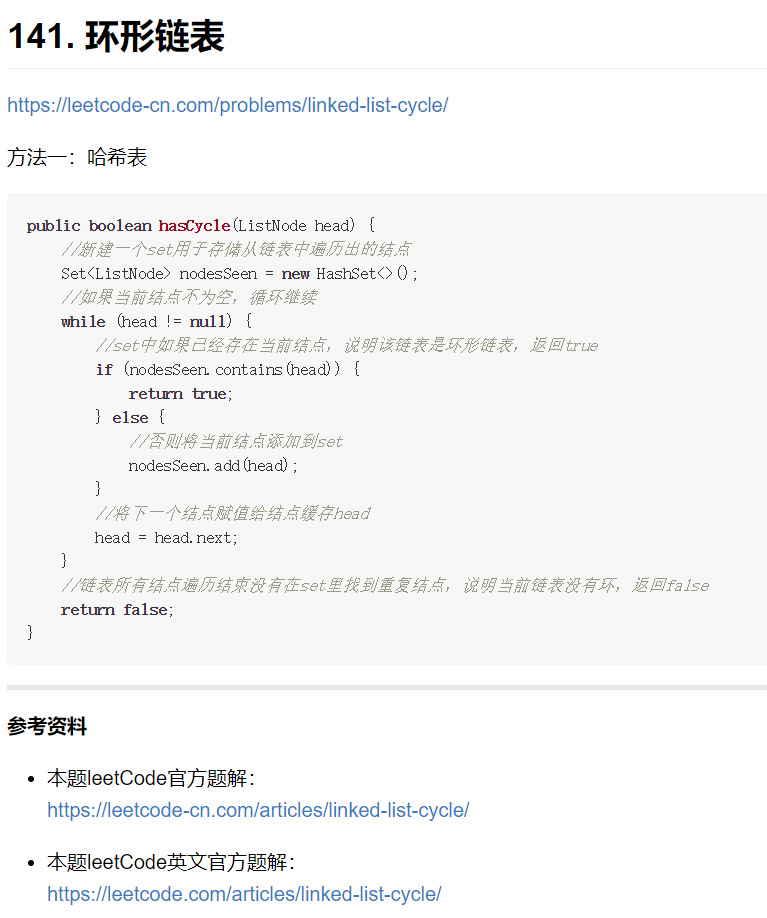 141. 环形链表
https://leetcode-cn.com/problems/linked-list-cycle/
方法一：哈希表
public boolean hasCycle(ListNode head) {
    //新建一个set用于存储从链表中遍历出的结点
    Set<ListNode> nodesSeen = new HashSet<>();
    //如果当前结点不为空，循环继续
    while (head != null) {
        //set中如果已经存在当前结点，说明该链表是环形链表，返回true
        if (nodesSeen.contains(head)) {
            return true;
        } else {
            //否则将当前结点添加到set
            nodesSeen.add(head);
        }
        //将下一个结点赋值给结点缓存head
        head = head.next;
    }
    //链表所有结点遍历结束没有在set里找到重复结点，说明当前链表没有环，返回false
    return false;
}
参考资料
• 本题leetCode官方题解：
https://leetcode-cn.com/articles/linked-list-cycle/
• 本题leetCode英文官方题解：
https://leetcode.com/articles/linked-list-cycle/